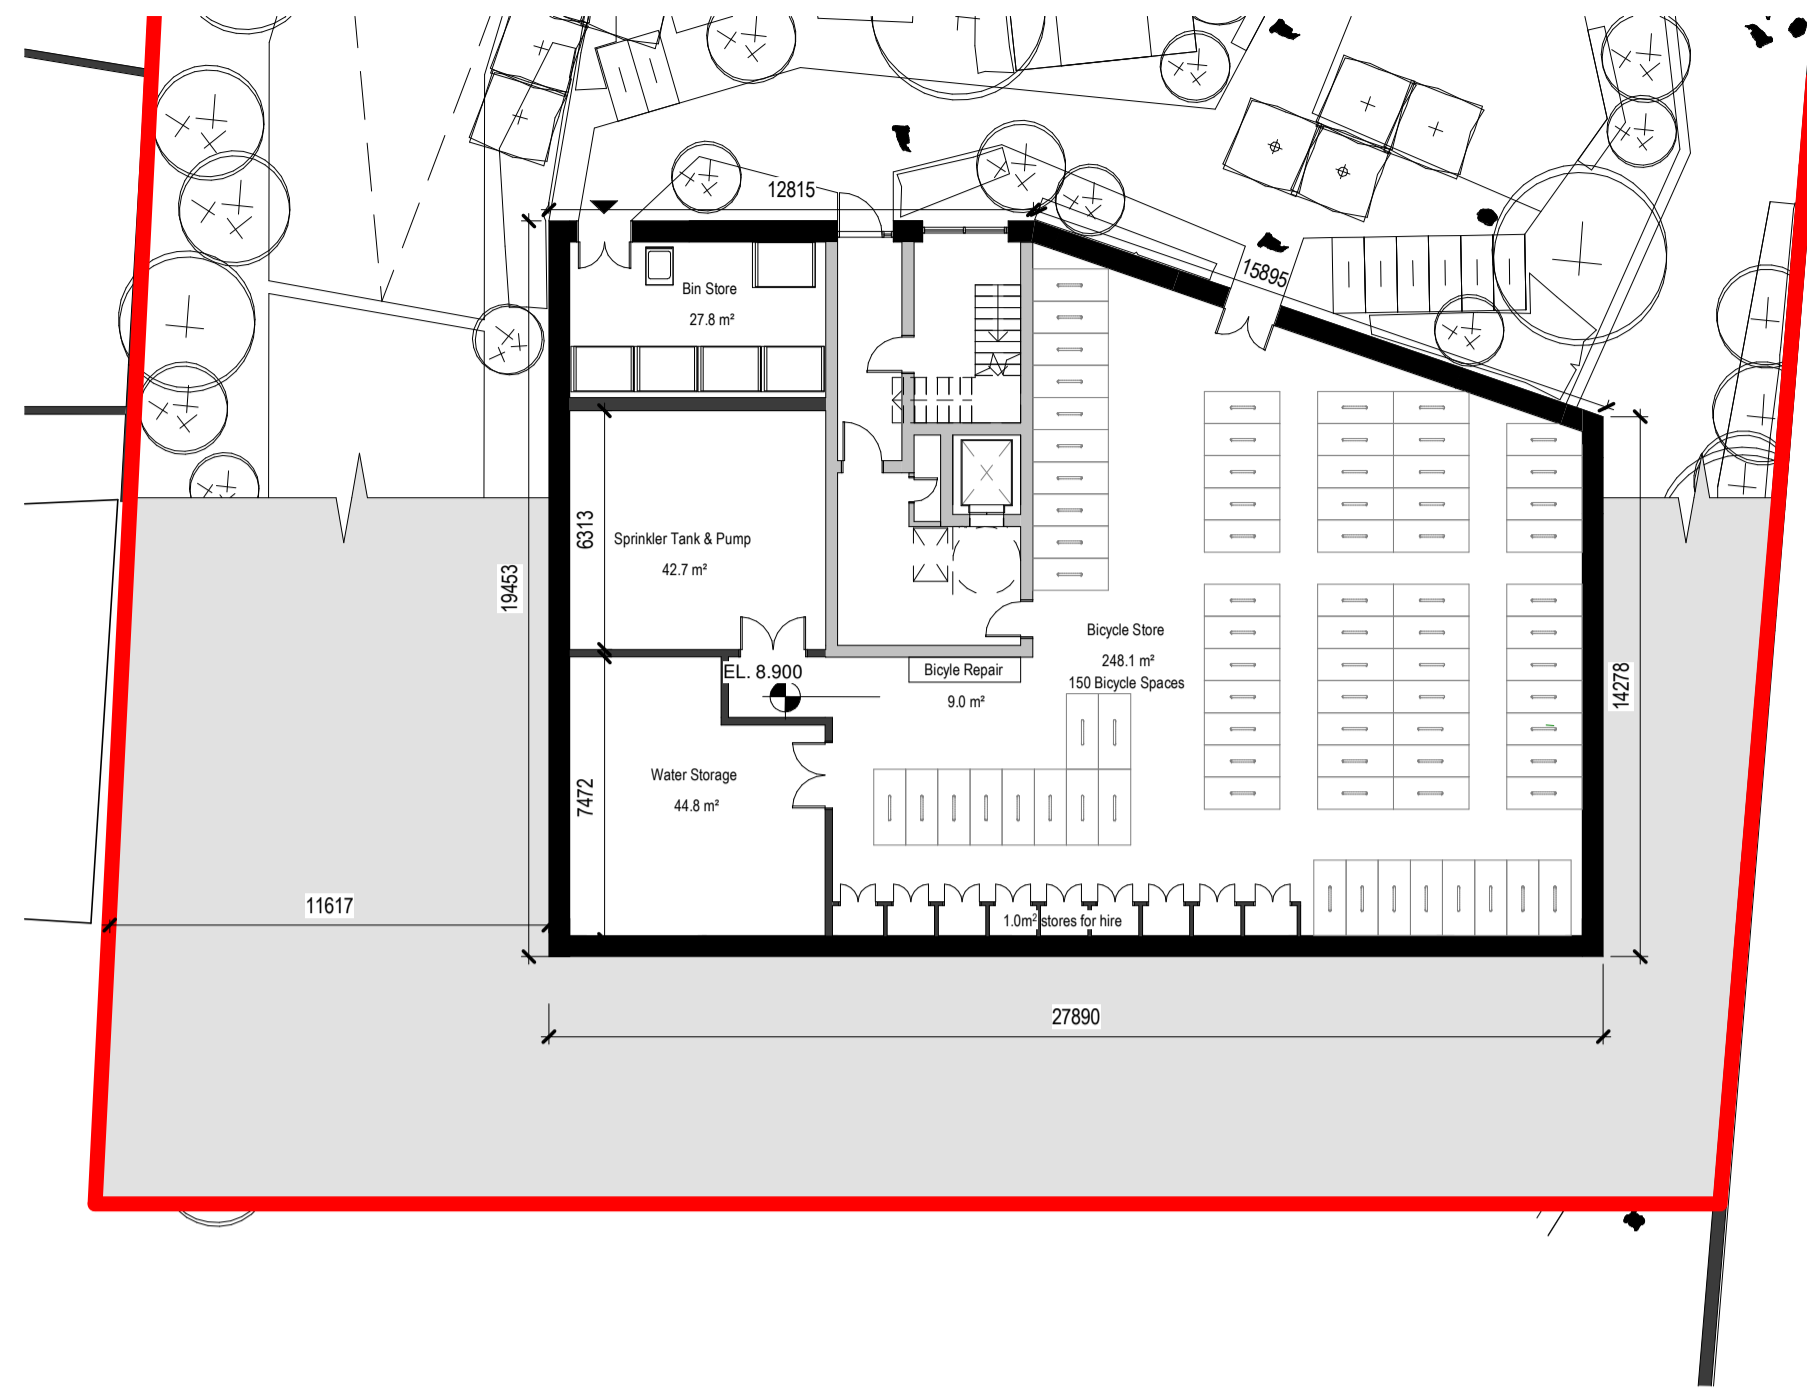 12815
15895
Bin Store
27.8 m²
6313
Sprinkler Tank & Pump
42.7 m²
19453
Bicycle Store
248.1 m²
150 Bicycle Spaces
EL. 8.900
Bicyle Repair
9.0 m²
14278
Water Storage
44.8 m²
7472
11617
1.0m² stores for hire
27890